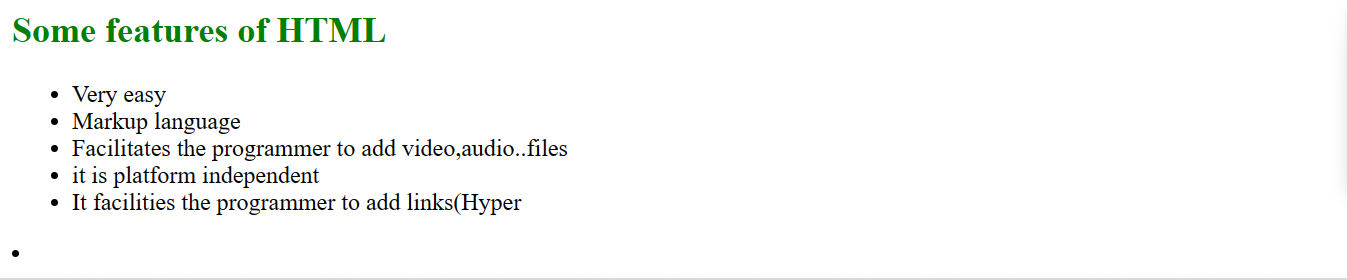 Some features of HTML
• Very easy
• Markup language
• Facilitates the programmer to add video,audio..files
• it is platform independent
• It facilities the programmer to add links(Hyper
•